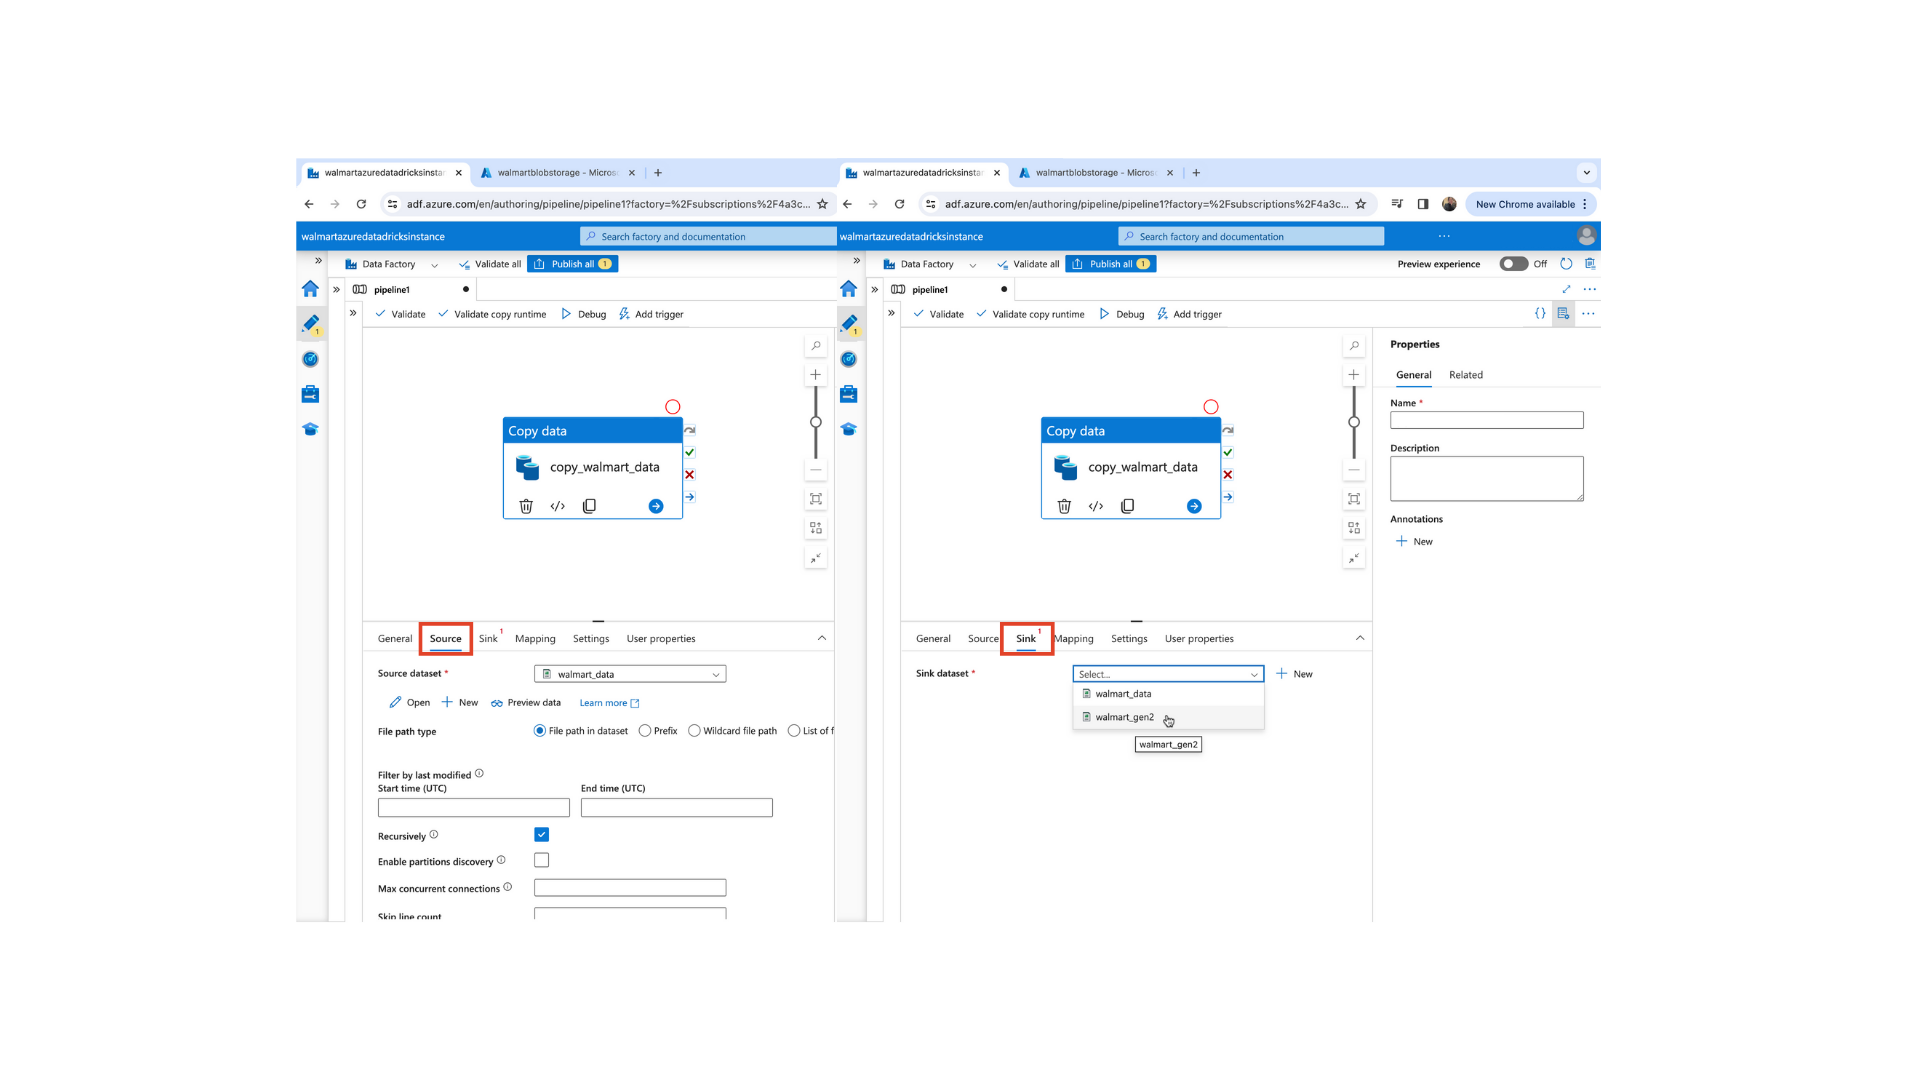 walmartazuredatadricksinstan
walmartblobstorage - Micros
adf.azure.com/en/authoring/pipeline/pipeline1?factory=%2Fsubscriptions%2F4a3c...
walmartazuredatadricksinstance
Search factory and documentation
Data Factory
Validate all
Publish all 1
1
pipeline1
Validate
Validate copy runtime
Debug
Add trigger
Copy data
copy_walmart_data
General
Source
Sink 1
Mapping
Settings
User properties
Source dataset *
walmart_data
Open
New
Preview data
Learn more
File path type
File path in dataset
Prefix
Wildcard file path
List of f
Filter by last modified
Start time (UTC)
End time (UTC)
Recursively
Enable partitions discovery
Max concurrent connections
Skip line count
walmartazuredatadricksinstan
walmartblobstorage - Micros
adf.azure.com/en/authoring/pipeline/pipeline1?factory=%2Fsubscriptions%2F4a3c...
New Chrome available
walmartazuredatadricksinstance
Search factory and documentation
Data Factory
Validate all
Publish all 1
Preview experience
Off
1
pipeline1
Validate
Validate copy runtime
Debug
Add trigger
Copy data
copy_walmart_data
General
Source
Sink 1
Mapping
Settings
User properties
Sink dataset *
Select...
New
walmart_data
walmart_gen2
walmart_gen2
Properties
General
Related
Name *
Description
Annotations
New